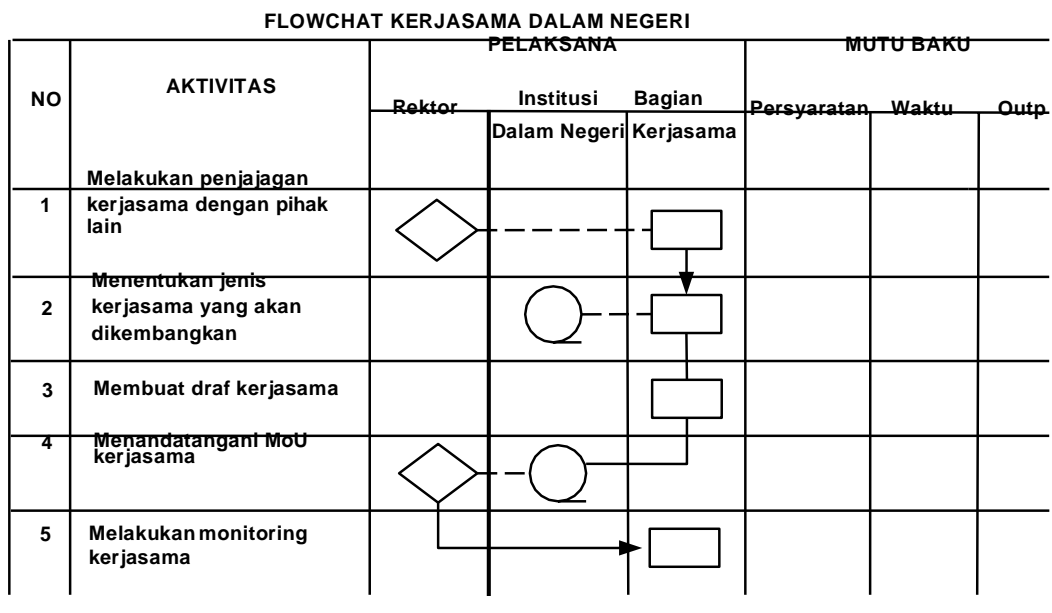 FLOWCHAT KERJASAMA DALAM NEGERI
PELAKSANA
MUTU BAKU
NO
AKTIVITAS
Rektor
Institusi
Dalam Negeri
Bagian
Kerjasama
Persyaratan
Waktu
Outp
1
Melakukan penjajagan
kerjasama dengan pihak
lain
2
Menentukan jenis
kerjasama yang akan
dikembangkan
3
Membuat draf kerjasama
4
Menandatangani MoU
kerjasama
5
Melakukan monitoring
kerjasama